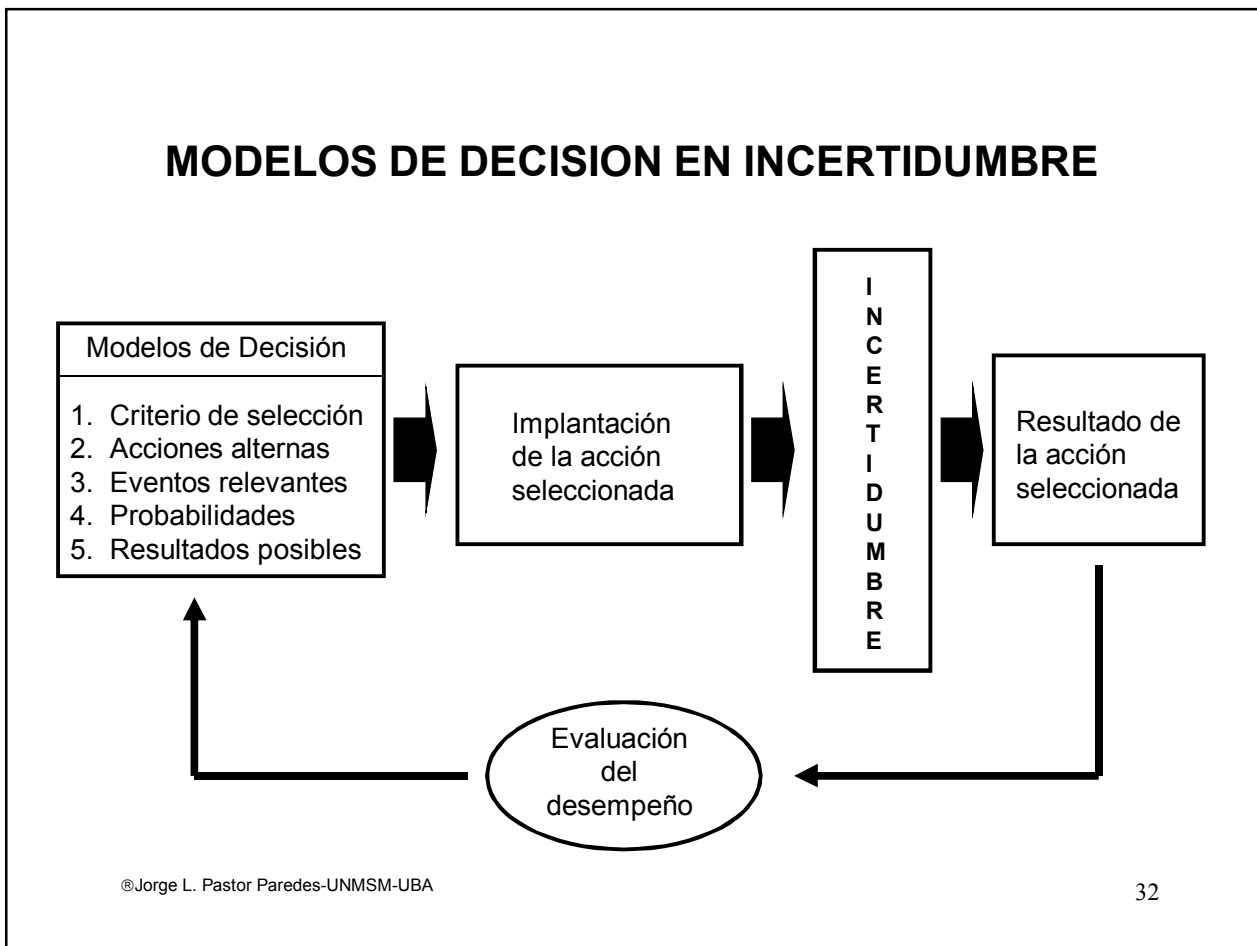 MODELOS DE DECISION EN INCERTIDUMBRE
Modelos de Decisión
1. Criterio de selección
2. Acciones alternas
3. Eventos relevantes
4. Probabilidades
5. Resultados posibles
Implantación
de la acción
seleccionada
I
N
C
E
R
T
I
D
U
M
B
R
E
Resultado de
la acción
seleccionada
Evaluación
del
desempeño
®Jorge L. Pastor Paredes-UNMSM-UBA
32